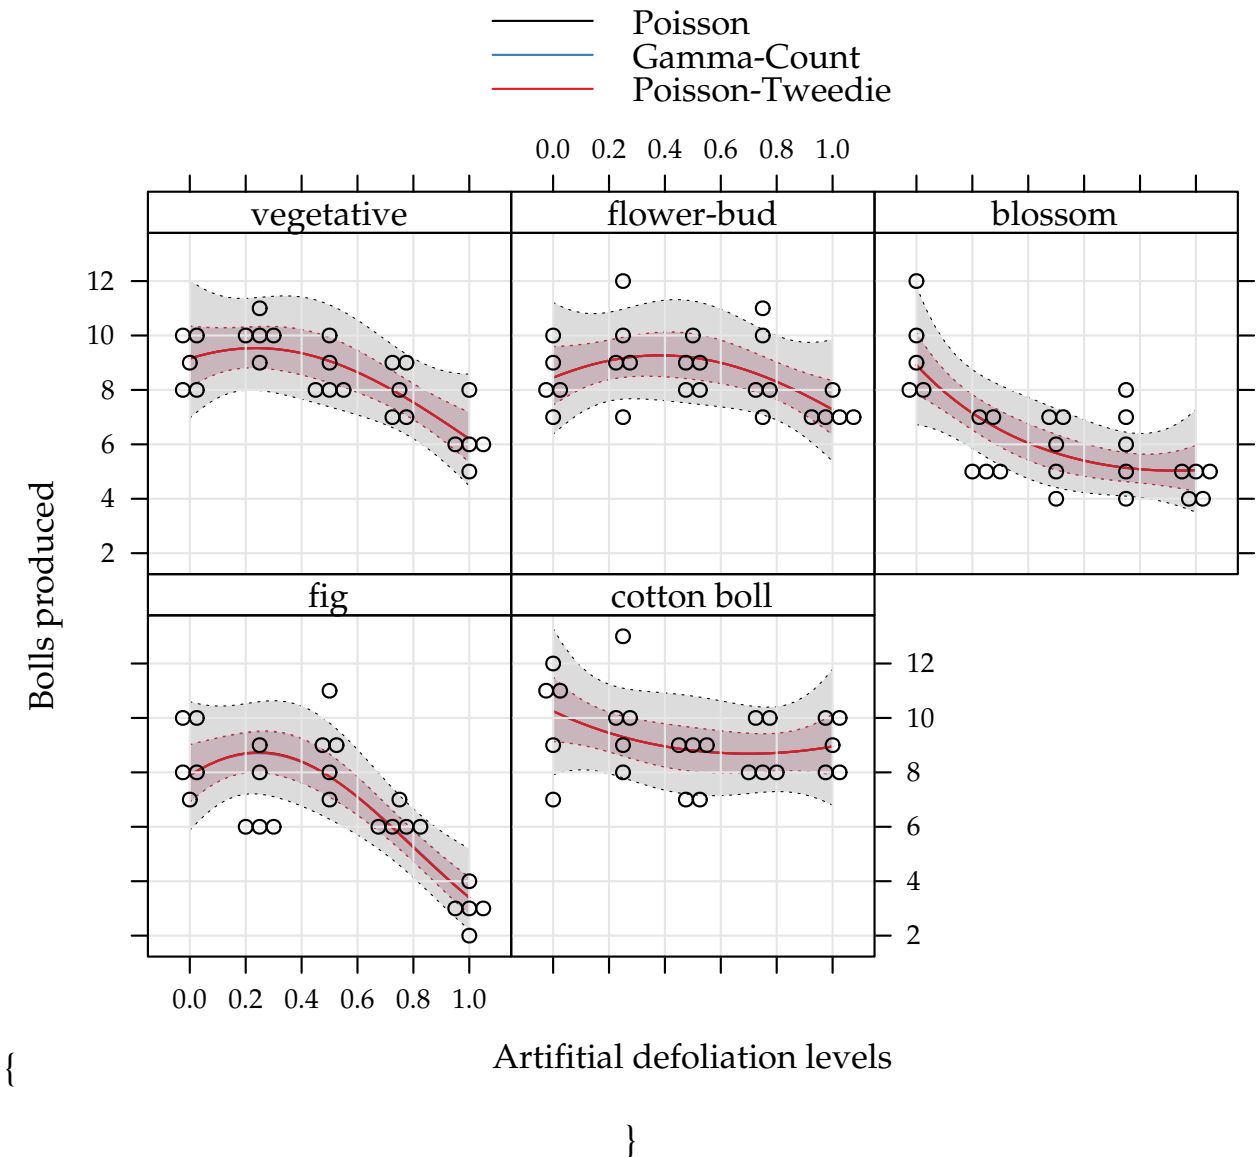 Poisson
Gamma-Count
Poisson-Tweedie
0.0 0.2 0.4 0.6 0.8 1.0
vegetative flower-bud blossom
12
10
8
6
4
2
Bolls produced
fig cotton boll
12
10
8
6
4
2
0.0 0.2 0.4 0.6 0.8 1.0
Artifitial defoliation levels
{
}